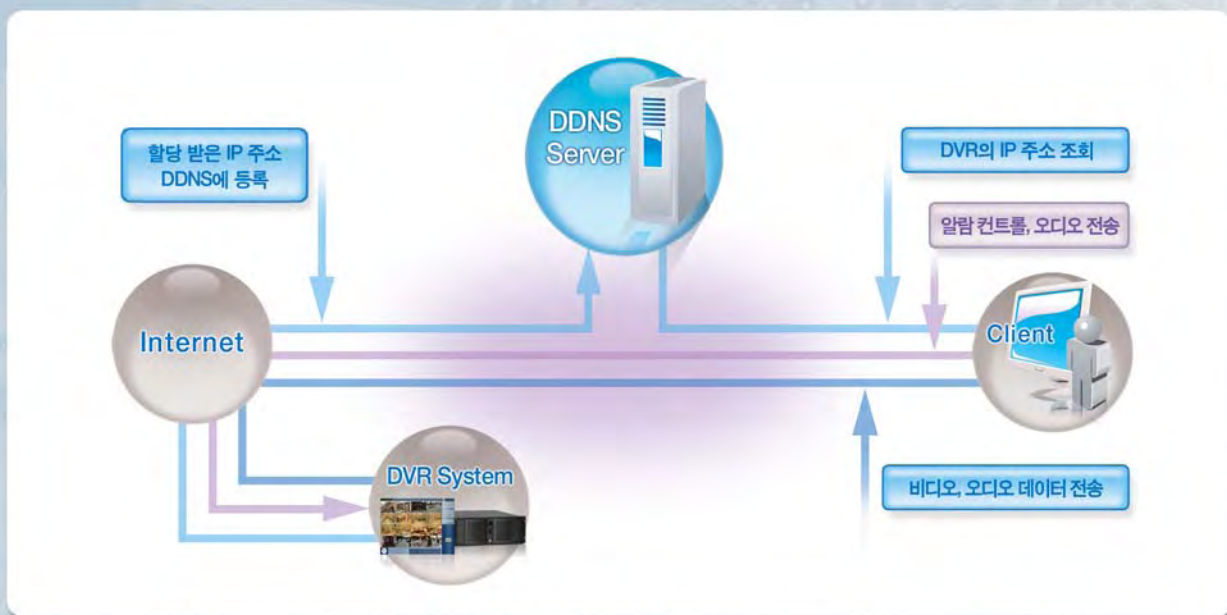 DDNS
Server
할당 받은 IP 주소
DDNS에 등록
DVR의 IP 주소 조회
알람 컨트롤, 오디오 전송
Internet
Client
DVR System
비디오, 오디오 데이터 전송